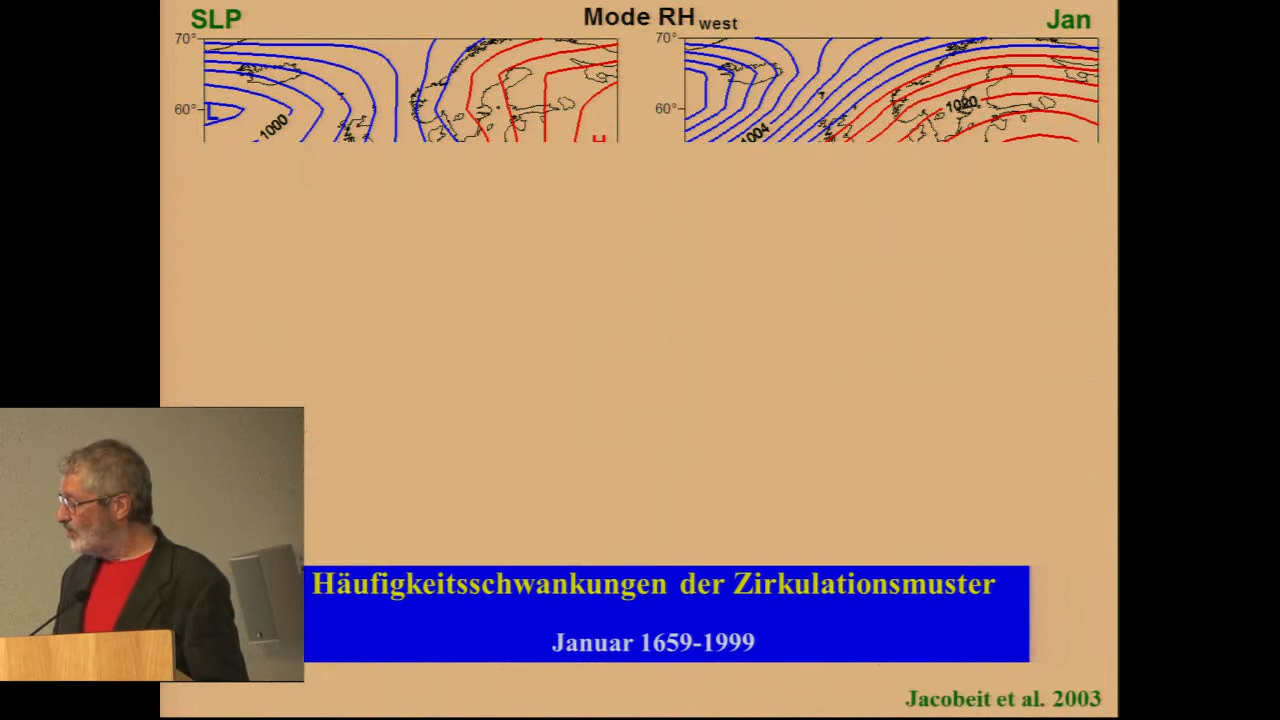 SLP
Mode RH west
Jan
70°
60°
L
1000
H
70°
60°
1004
1020
Häufigkeitsschwankungen der Zirkulationsmuster
Januar 1659-1999
Jacobeit et al. 2003